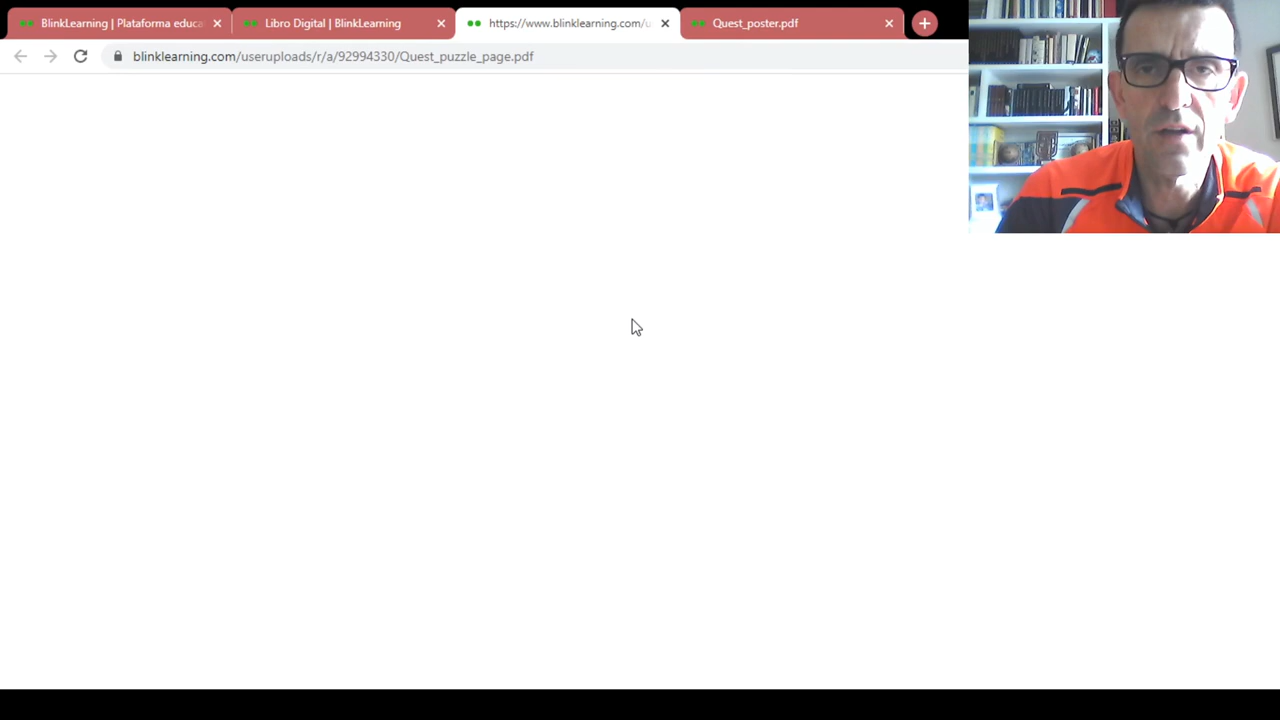 BlinkLearning | Plataforma educa
Libro Digital | BlinkLearning
https://www.blinklearning.com/u
Quest_poster.pdf
blinklearning.com/useruploads/r/a/92994330/Quest_puzzle_page.pdf